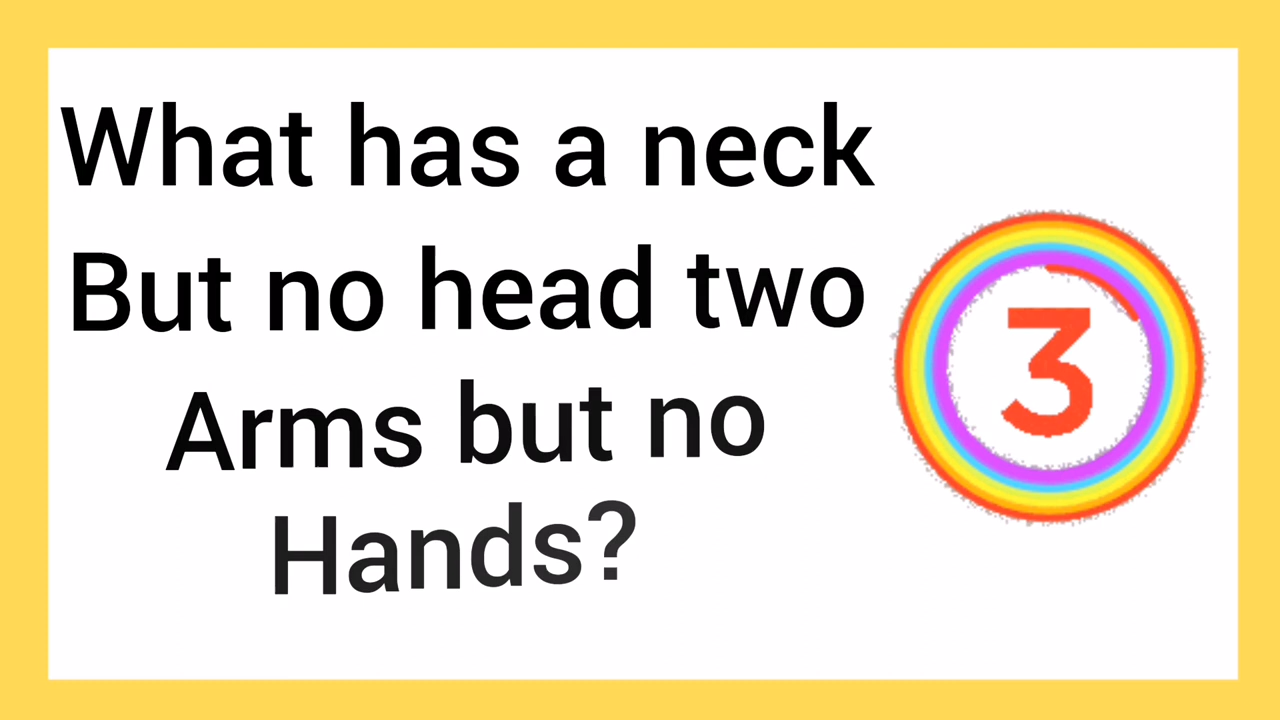 What has a neck
But no head two
Arms but no
Hands?
3